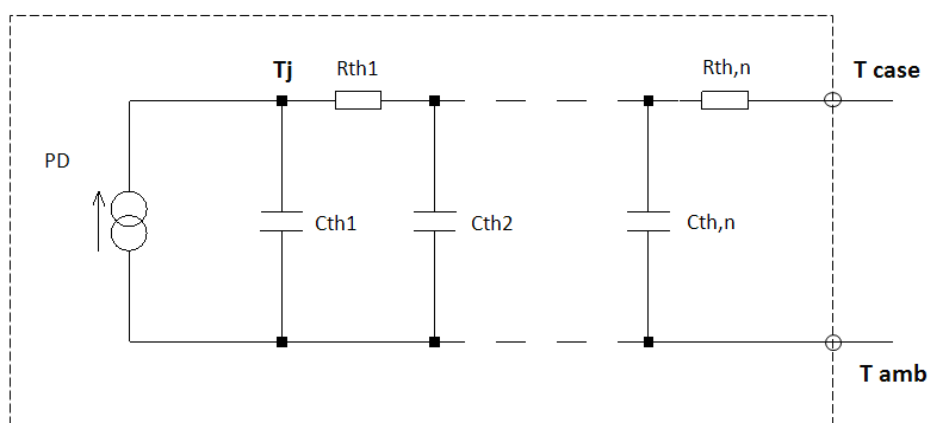 Tj
Rth1
Rth,n
T case
PD
Cth1
Cth2
Cth,n
T amb